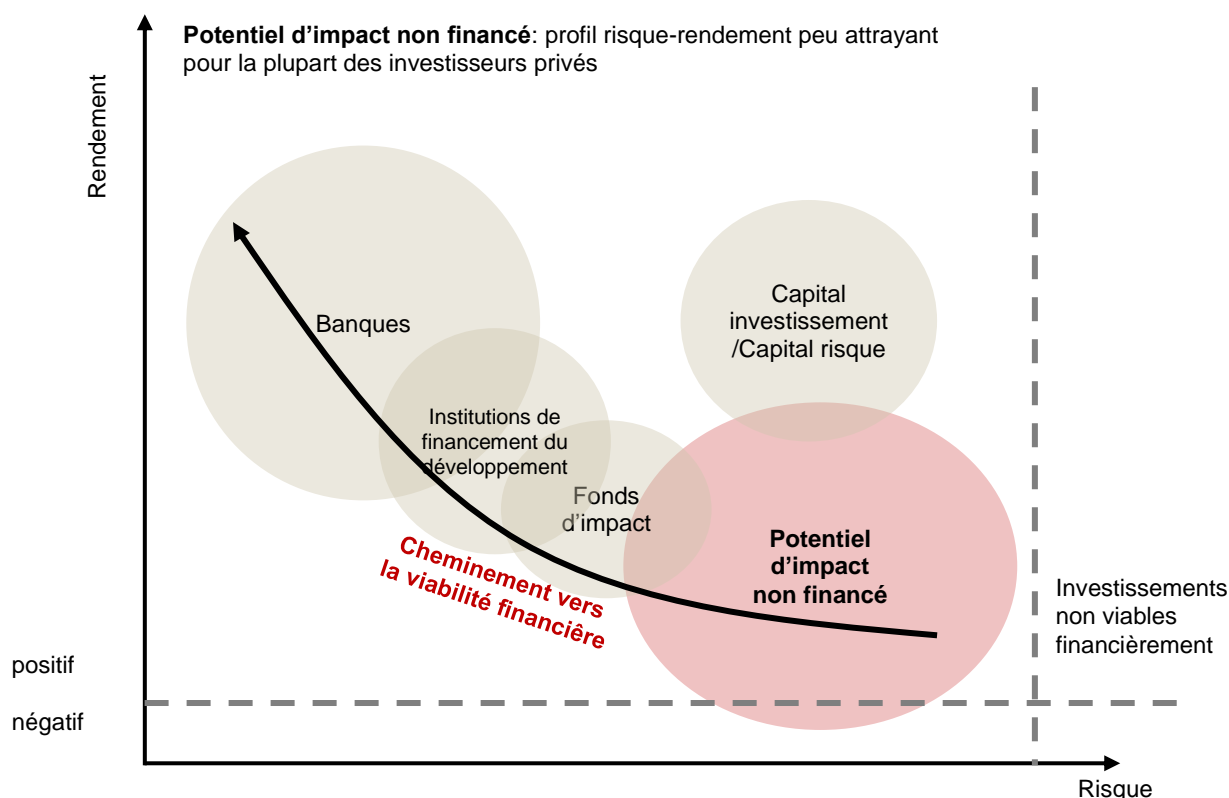 Potentiel d’impact non financé: profil risque-rendement peu attrayant
pour la plupart des investisseurs privés
Rendement
Banques
Capital
investissement
/Capital risque
Institutions de
financement du
développement
Fonds
d’impact
Cheminement vers
la viabilité financiêre
Potentiel
d’impact
non financé
Investissements
non viables
financièrement
positif
négatif
Risque